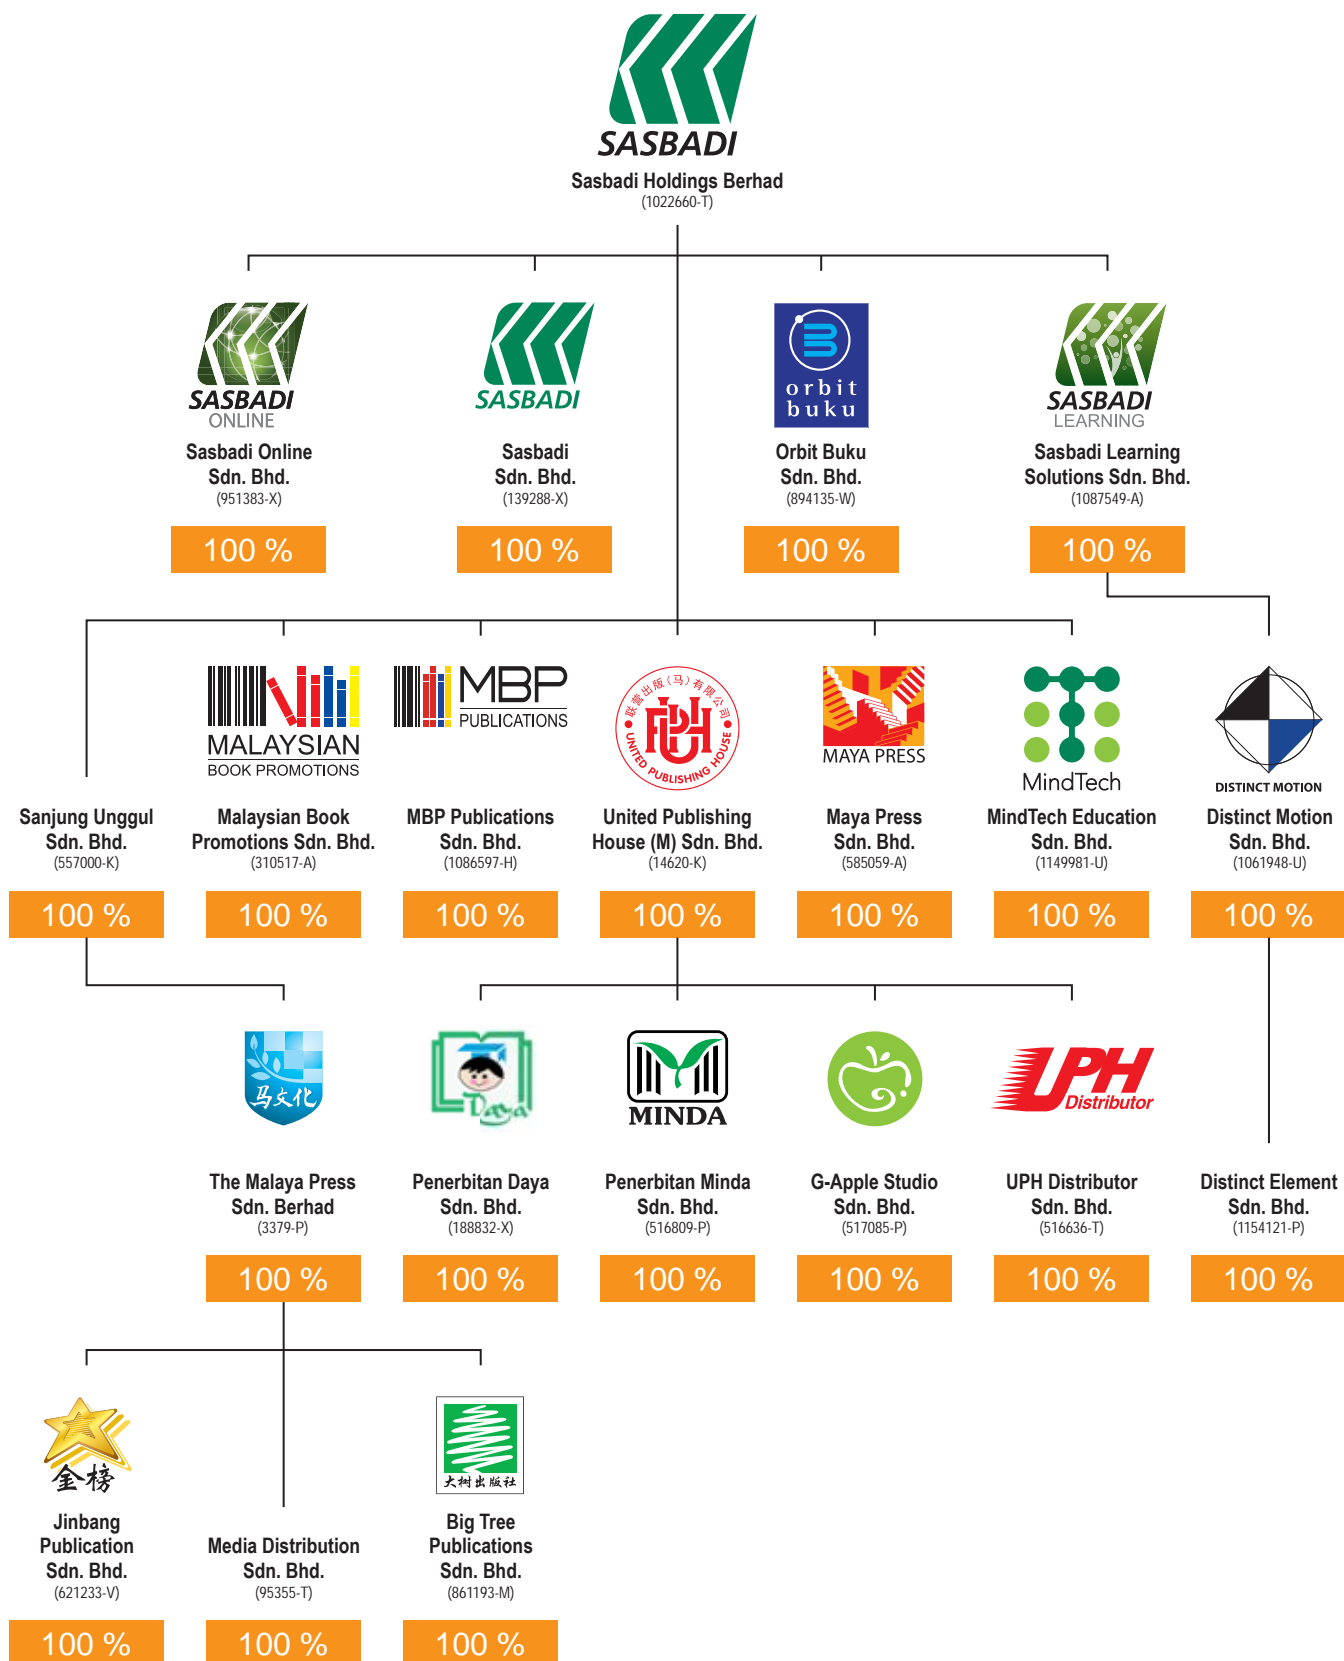 SASBADI
Sasbadi Holdings Berhad
(1022660-T)
SASBADI
ONLINE
Sasbadi Online
Sdn. Bhd.
(951383-X)
100 %
SASBADI
Sasbadi
Sdn. Bhd.
(139288-X)
100 %
orbit
buku
Orbit Buku
Sdn. Bhd.
(894135-W)
100 %
SASBADI
LEARNING
Sasbadi Learning
Solutions Sdn. Bhd.
(1087549-A)
100 %
Sanjung Unggul
Sdn. Bhd.
(557000-K)
100 %
MALAYSIAN
BOOK PROMOTIONS
Malaysian Book
Promotions Sdn. Bhd.
(310517-A)
100 %
MBP
PUBLICATIONS
MBP Publications
Sdn. Bhd.
(1086597-H)
100 %
联营出版(马)有限公司
UPH
UNITED PUBLISHING HOUSE
United Publishing
House (M) Sdn. Bhd.
(14620-K)
100 %
MAYA PRESS
Maya Press
Sdn. Bhd.
(585059-A)
100 %
MindTech
MindTech Education
Sdn. Bhd.
(1149981-U)
100 %
DISTINCT MOTION
Distinct Motion
Sdn. Bhd.
(1061948-U)
100 %
马文化
The Malaya Press
Sdn. Berhad
(3379-P)
100 %
Daya
Penerbitan Daya
Sdn. Bhd.
(188832-X)
100 %
MINDA
Penerbitan Minda
Sdn. Bhd.
(516809-P)
100 %
G-Apple Studio
Sdn. Bhd.
(517085-P)
100 %
UPH
Distributor
UPH Distributor
Sdn. Bhd.
(516636-T)
100 %
Distinct Element
Sdn. Bhd.
(1154121-P)
100 %
金榜
Jinbang
Publication
Sdn. Bhd.
(621233-V)
100 %
Media Distribution
Sdn. Bhd.
(95355-T)
100 %
大树出版社
Big Tree
Publications
Sdn. Bhd.
(861193-M)
100 %